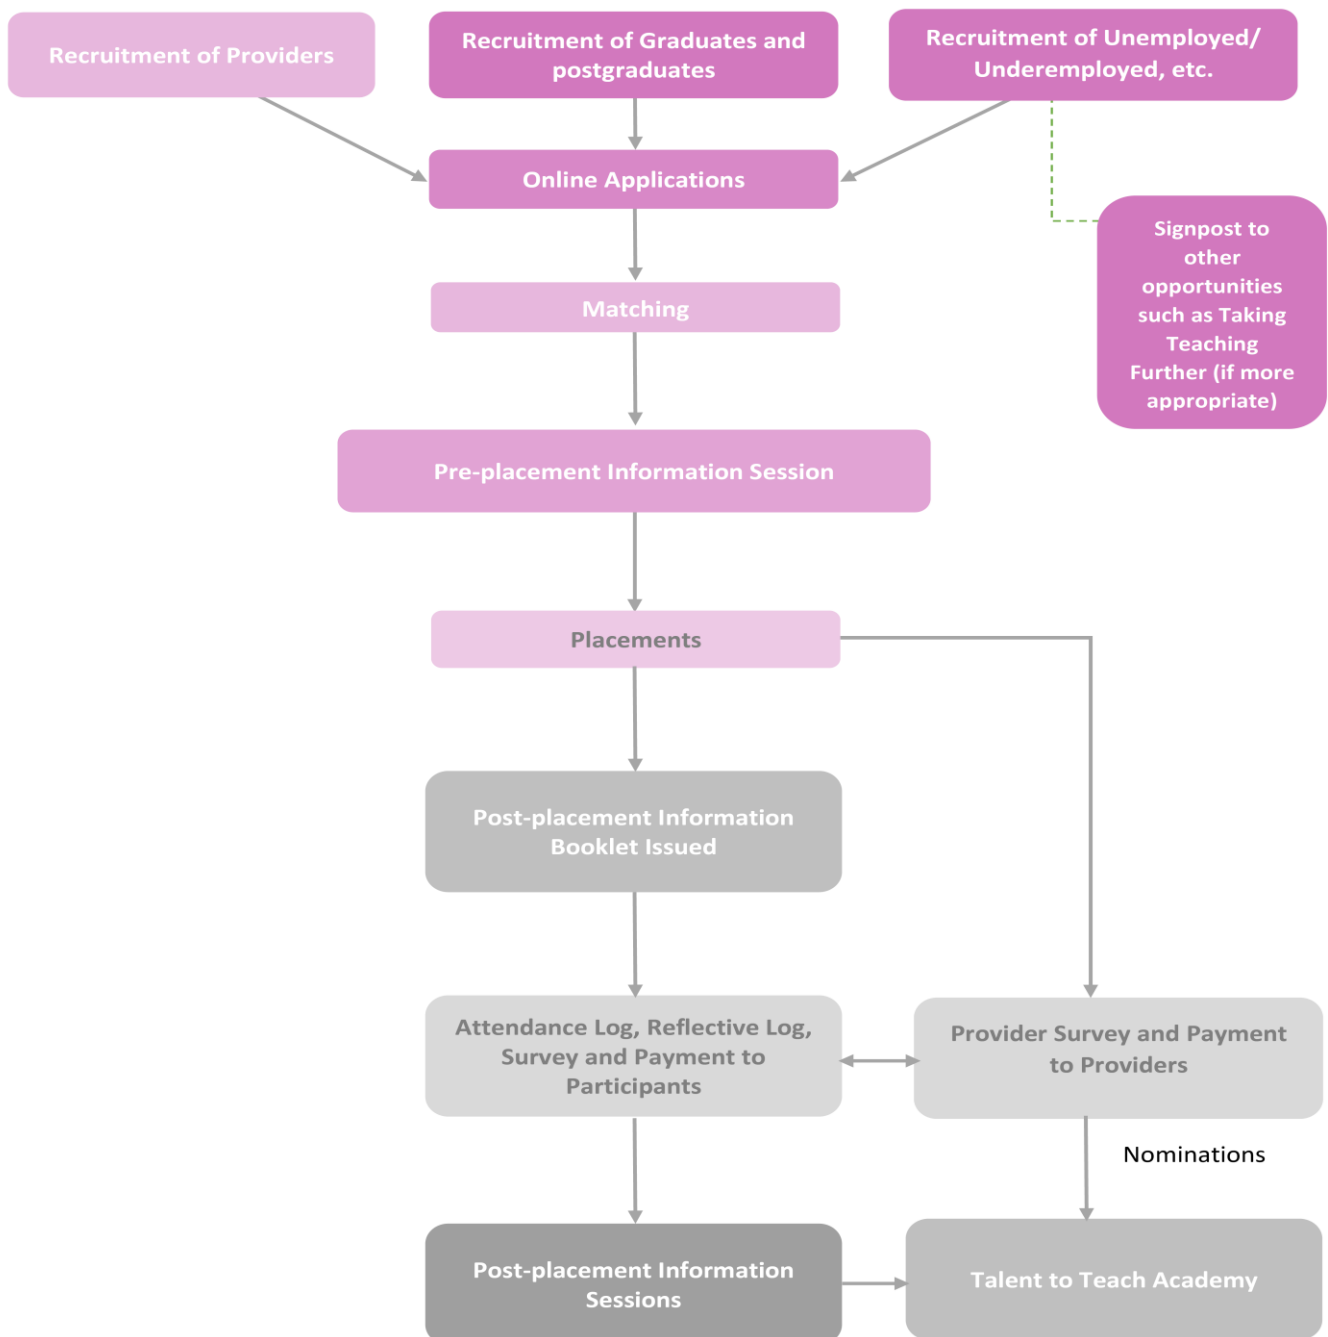 Recruitment of Providers
Recruitment of Graduates and
postgraduates
Recruitment of Unemployed/
Underemployed, etc.
Online Applications
Signpost to
other
opportunities
such as Taking
Teaching
Further (if more
appropriate)
Matching
Pre-placement Information Session
Placements
Post-placement Information
Booklet Issued
Attendance Log, Reflective Log,
Survey and Payment to
Participants
Provider Survey and Payment
to Providers
Nominations
Post-placement Information
Sessions
Talent to Teach Academy